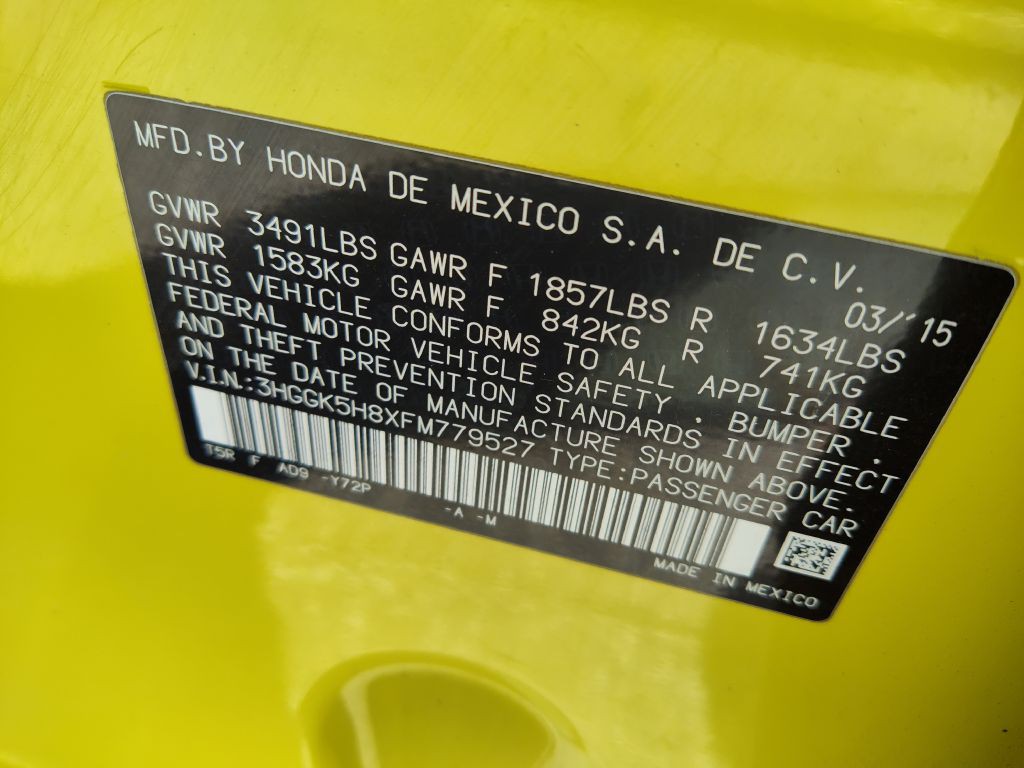 MFD.BY HONDA DE MEXICO S.A. DE C.V.
03/'15
GVWR 3491LBS GAWR F 1857LBS R 1634LBS
GVWR 1583KG GAWR F 842KG R 741KG
THIS VEHICLE CONFORMS TO ALL APPLICABLE
FEDERAL MOTOR VEHICLE SAFETY, BUMPER,
AND THEFT PREVENTION STANDARDS IN EFFECT
ON THE DATE OF MANUFACTURE SHOWN ABOVE.
V.I.N.:3HGGK5H8XFM779527 TYPE:PASSENGER CAR
T5R F AD9 -Y72P
-A -M
MADE IN MEXICO